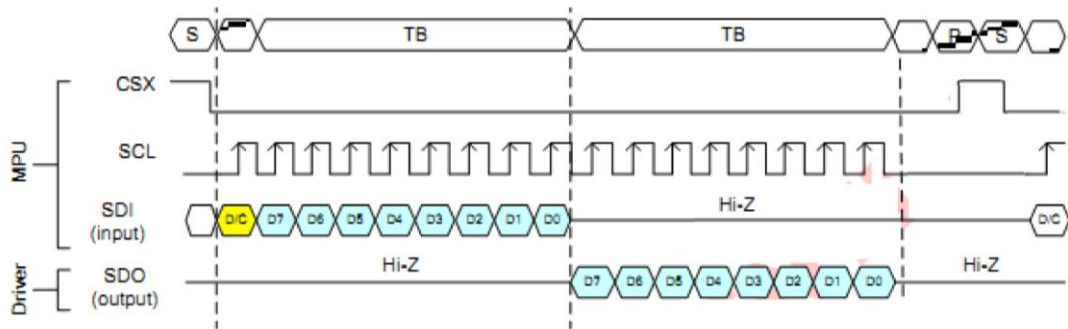 S TB TB P S
CSX
MPU
SCL
SDI
(input)
D/C D7 D6 D5 D4 D3 D2 D1 D0 Hi-Z D/C
Driver
SDO
(output)
Hi-Z D7 D6 D5 D4 D3 D2 D1 D0 Hi-Z